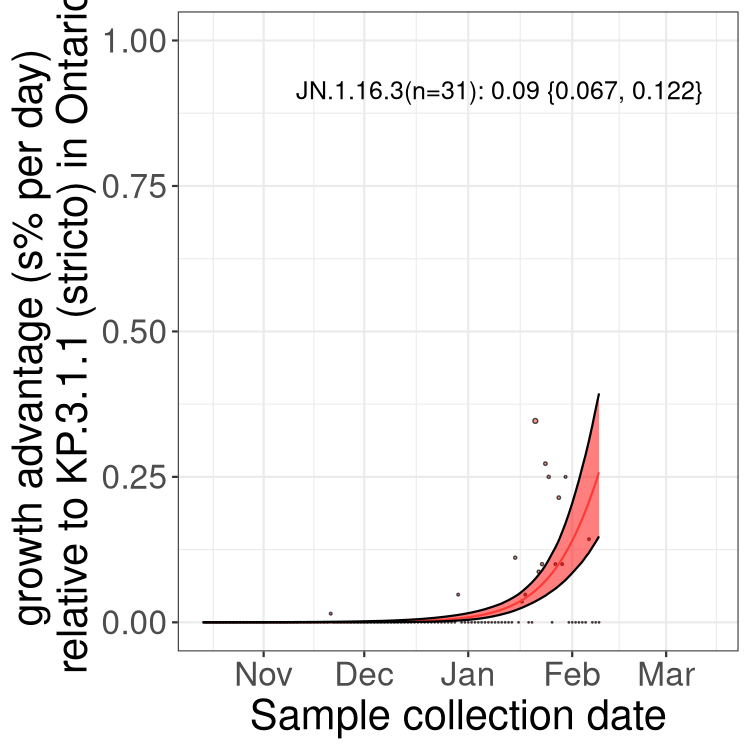 growth advantage (s% per day)
relative to KP.3.1.1 (stricto) in Ontario
1.00
0.75
0.50
0.25
0.00
JN.1.16.3(n=31): 0.09 {0.067, 0.122}
Nov Dec Jan Feb Mar
Sample collection date